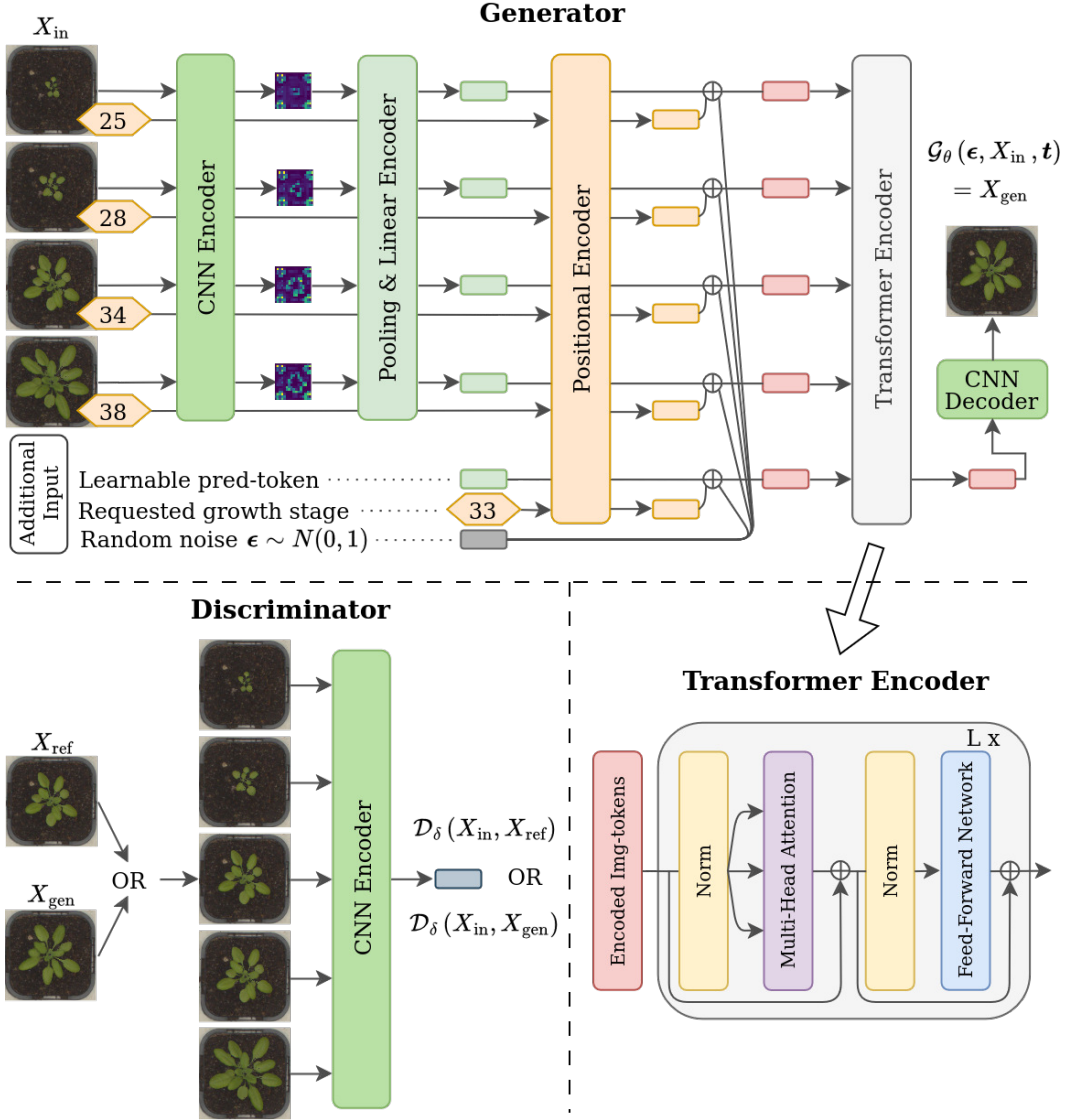 Generator
X_in
25
28
34
38
CNN Encoder
Pooling & Linear Encoder
Positional Encoder
Transformer Encoder
𝒢_θ (ϵ, X_in , t)
= X_gen
CNN
Decoder
Additional
Input
Learnable pred-token
Requested growth stage
33
Random noise ϵ ∼ N(0, 1)
Discriminator
X_ref
OR
X_gen
CNN Encoder
𝒟_δ (X_in, X_ref)
OR
𝒟_δ (X_in, X_gen)
Transformer Encoder
L x
Encoded Img-tokens
Norm
Multi-Head Attention
Norm
Feed-Forward Network